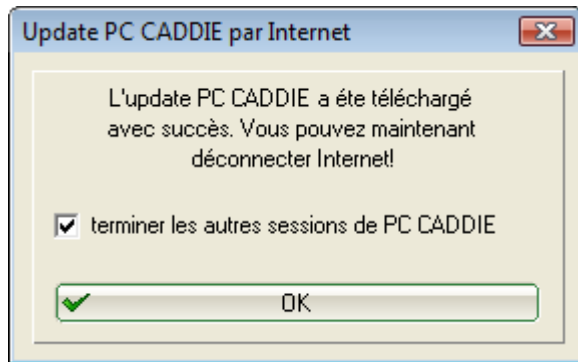 Update PC CADDIE par Internet
L'update PC CADDIE a éte téléchargé
avec succès. Vous pouvez maintenant
déconnecter Internet!
terminer les autres sessions de PC CADDIE
OK